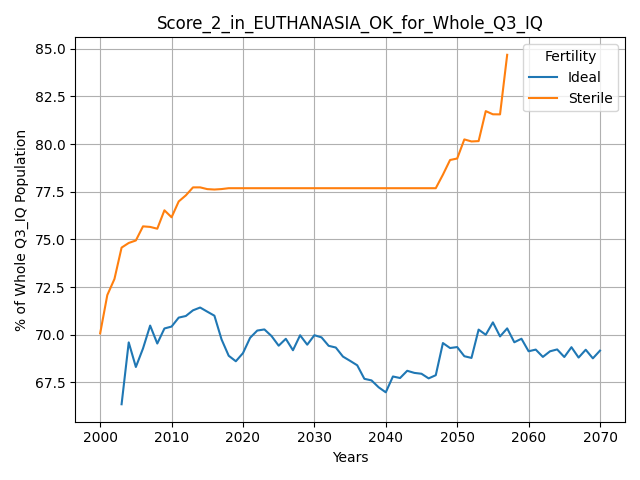 Score_2_in_EUTHANASIA_OK_for_Whole_Q3_IQ
85.0
82.5
80.0
77.5
75.0
72.5
70.0
67.5
% of Whole Q3_IQ Population
Fertility
Ideal
Sterile
2000 2010 2020 2030 2040 2050 2060 2070
Years